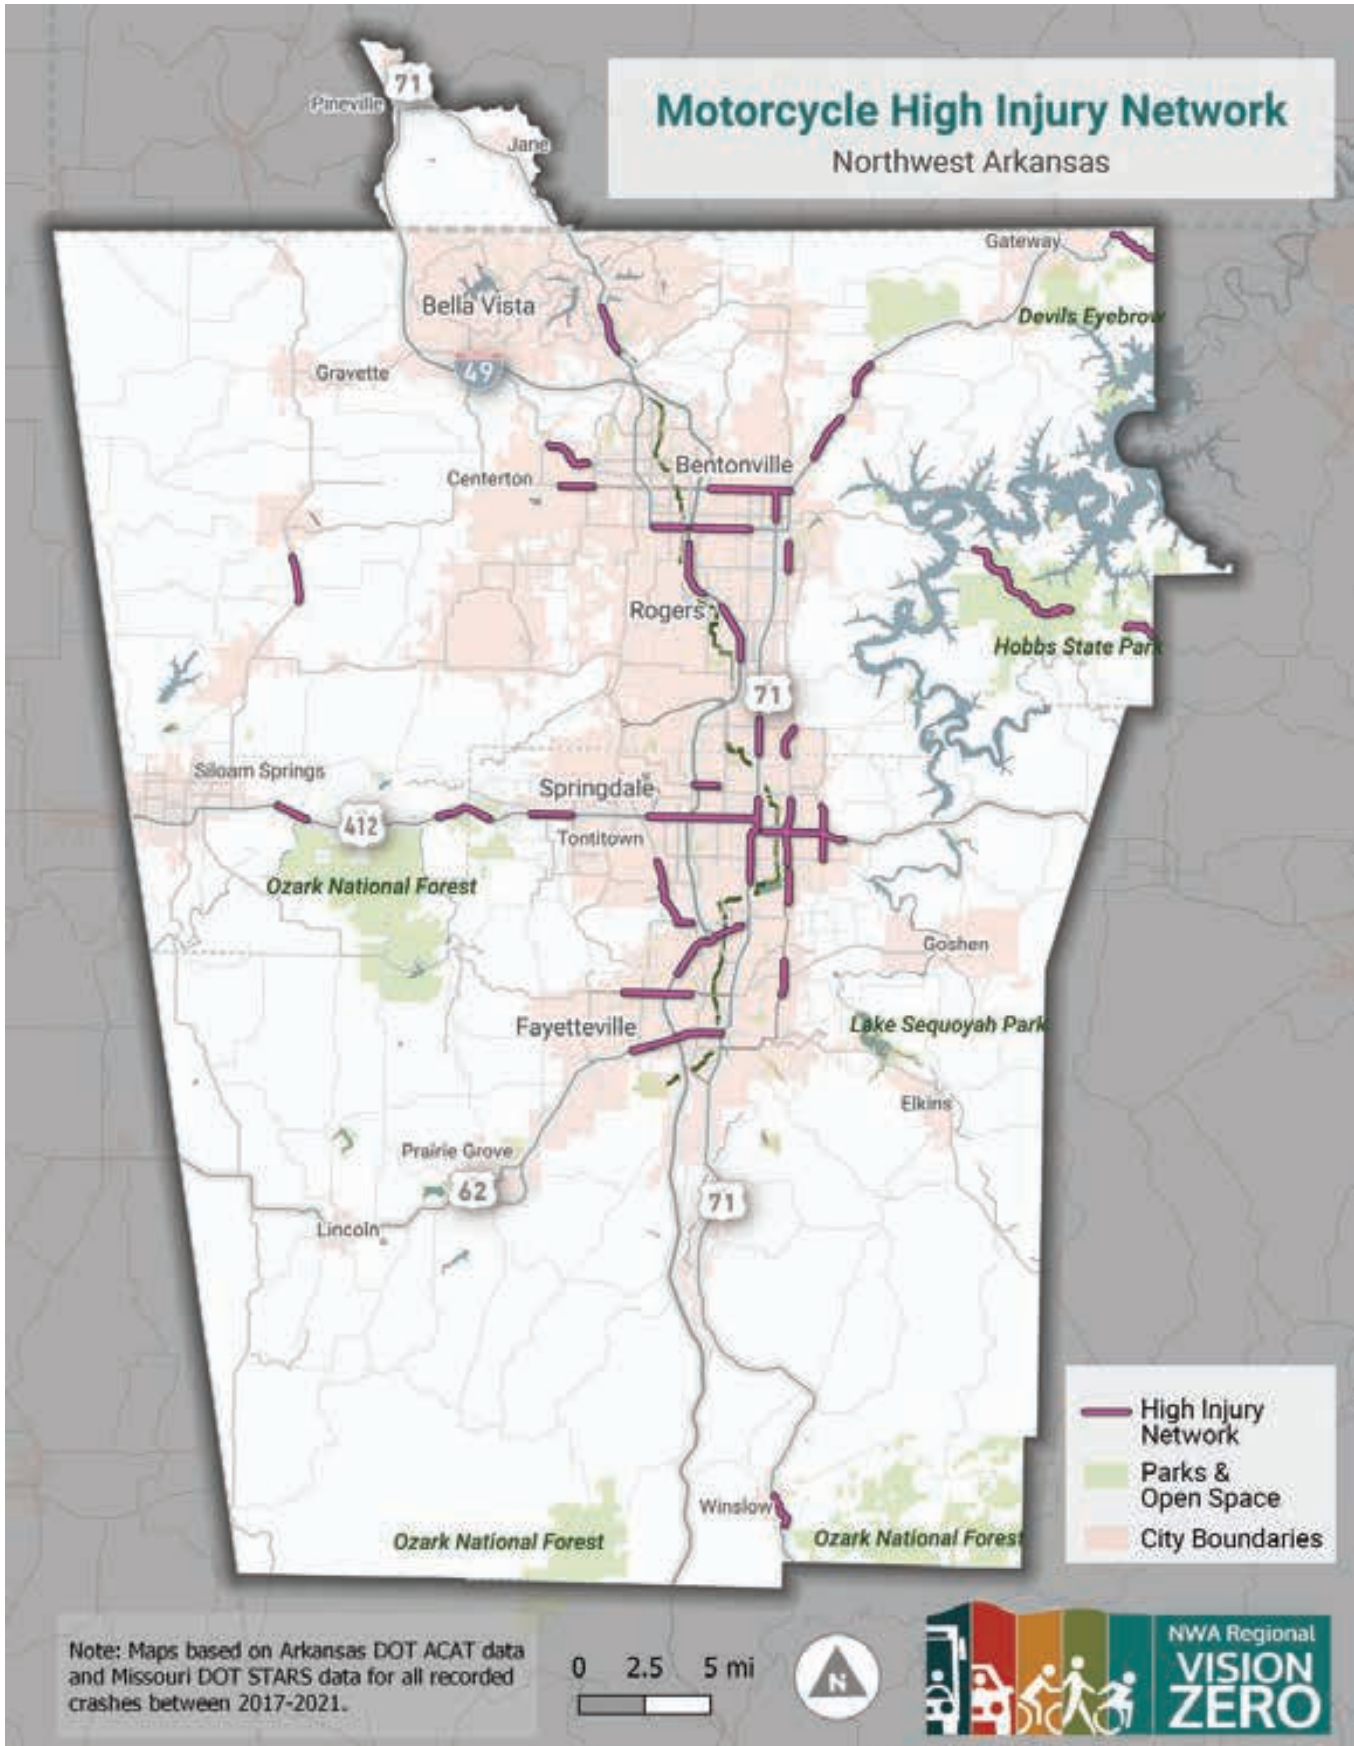 Motorcycle High Injury Network
Northwest Arkansas
71
Pineville
Jane
Gateway
Bella Vista
Devils Eyebrow
Gravette
49
Bentonville
Centerton
Rogers
Hobbs State Park
71
Siloam Springs
Springdale
412
Tontitown
Ozark National Forest
Goshen
Fayetteville
Lake Sequoyah Park
Elkins
Prairie Grove
62
71
Lincoln
High Injury
Network
Parks &
Open Space
City Boundaries
Winslow
Ozark National Forest
Ozark National Forest
Note: Maps based on Arkansas DOT ACAT data
and Missouri DOT STARS data for all recorded
crashes between 2017-2021.
0 2.5 5 mi
N
NWA Regional
VISION
ZERO